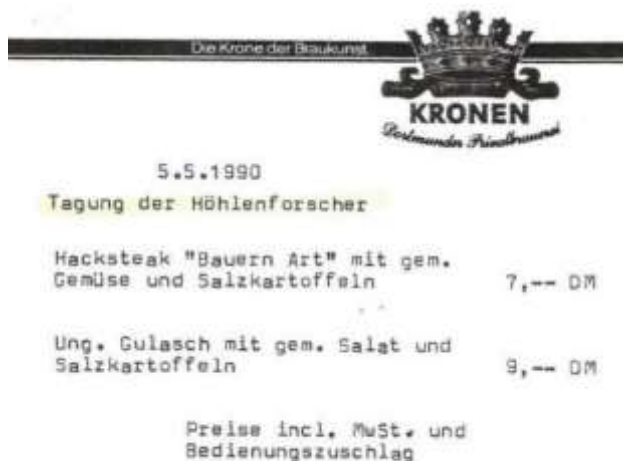 Die Krone der Braukunst
KRONEN
Dortmunder Privatbrauerei
5.5.1990
Tagung der Höhlenforscher
Hacksteak "Bauern Art" mit gem.
Gemüse und Salzkartoffeln 7,-- DM
Ung. Gulasch mit gem. Salat und
Salzkartoffeln 9,-- DM
Preise incl. MwSt. und
Bedienungszuschlag